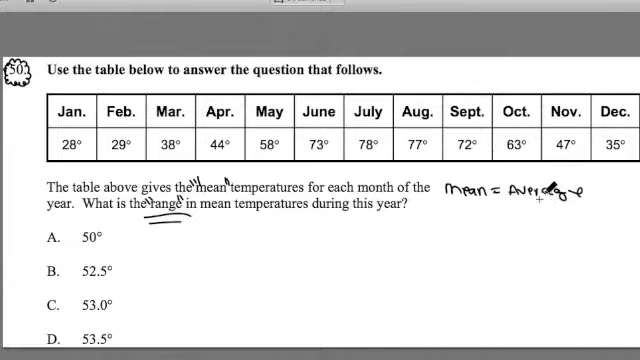 50.
Use the table below to answer the question that follows.
Jan. Feb. Mar. Apr. May June July Aug. Sept. Oct. Nov. Dec.
28° 29° 38° 44° 58° 73° 78° 77° 72° 63° 47° 35°
The table above gives the "mean" temperatures for each month of the
year. What is the "range" in mean temperatures during this year?
mean = Average
A. 50°
B. 52.5°
C. 53.0°
D. 53.5°